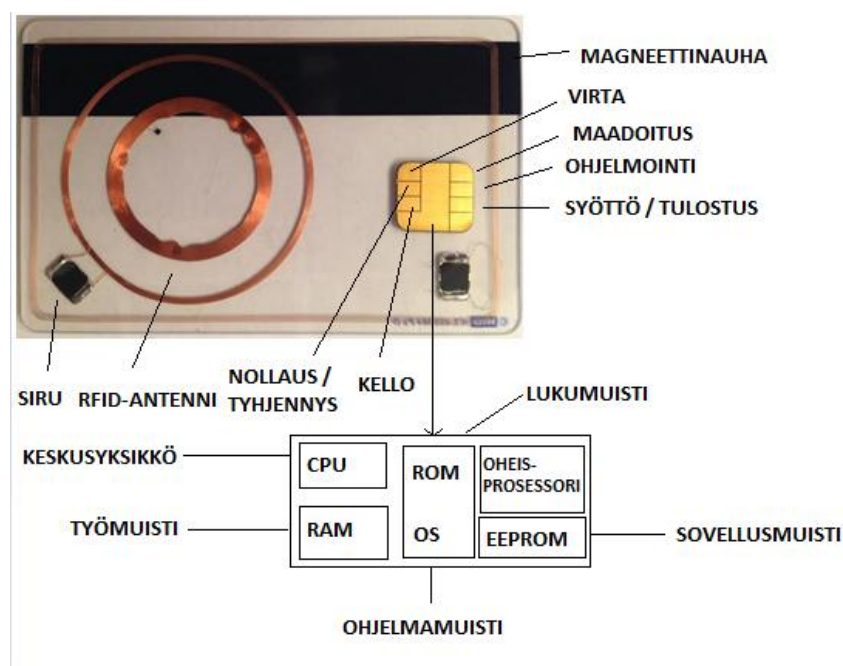 MAGNEETTINAUHA
VIRTA
MAADOITUS
OHJELMOINTI
SYÖTTÖ / TULOSTUS
SIRU
RFID-ANTENNI
NOLLAUS /
TYHJENNYS
KELLO
LUKUMUISTI
KESKUSYKSIKKÖ
CPU
ROM
OHEIS-
PROSESSORI
TYÖMUISTI
RAM
OS
EEPROM
SOVELLUSMUISTI
OHJELMAMUISTI